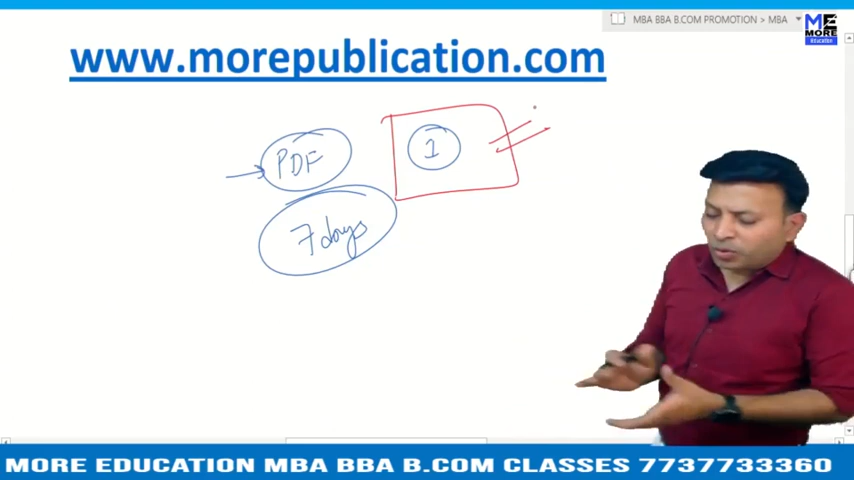 MBA BBA B.COM PROMOTION > MBA
ME
MORE
Education
www.morepublication.com
PDF
1
7 days
MORE EDUCATION MBA BBA B.COM CLASSES 7737733360